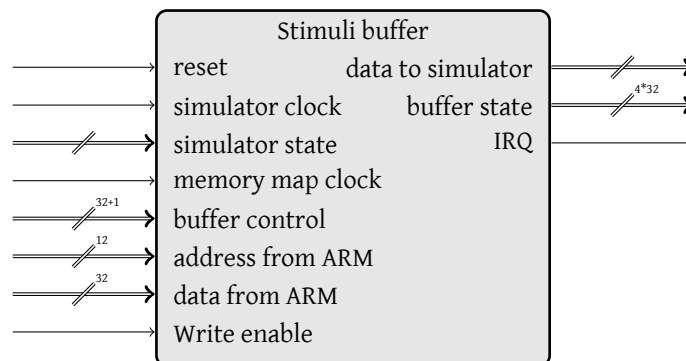 Stimuli buffer
reset data to simulator
simulator clock buffer state 4*32
simulator state IRQ
memory map clock
32+1 buffer control
12 address from ARM
32 data from ARM
Write enable